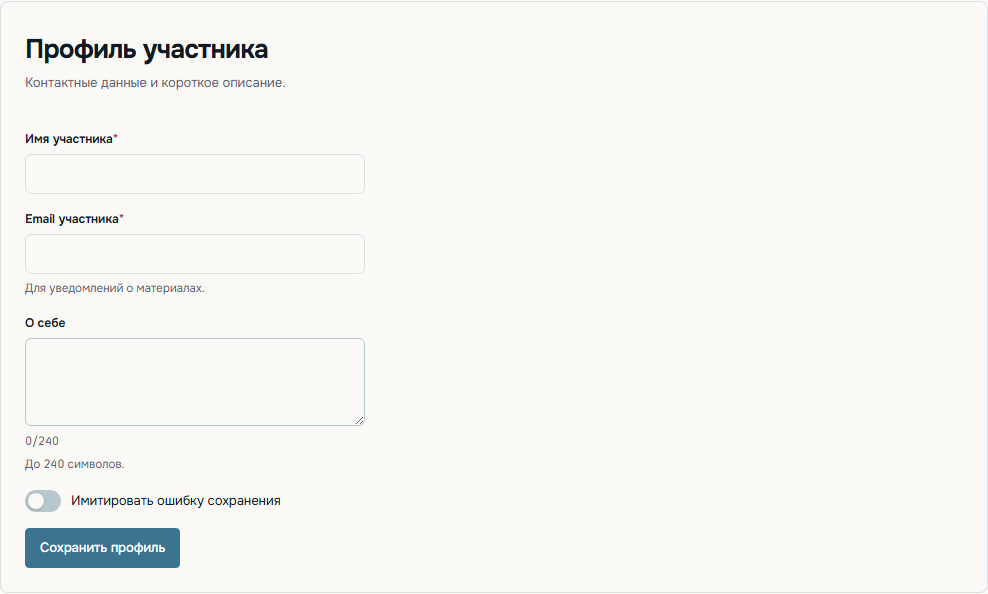 Профиль участника
Контактные данные и короткое описание.
Имя участника*
Email участника*
Для уведомлений о материалах.
О себе
0/240
До 240 символов.
Имитировать ошибку сохранения
Сохранить профиль